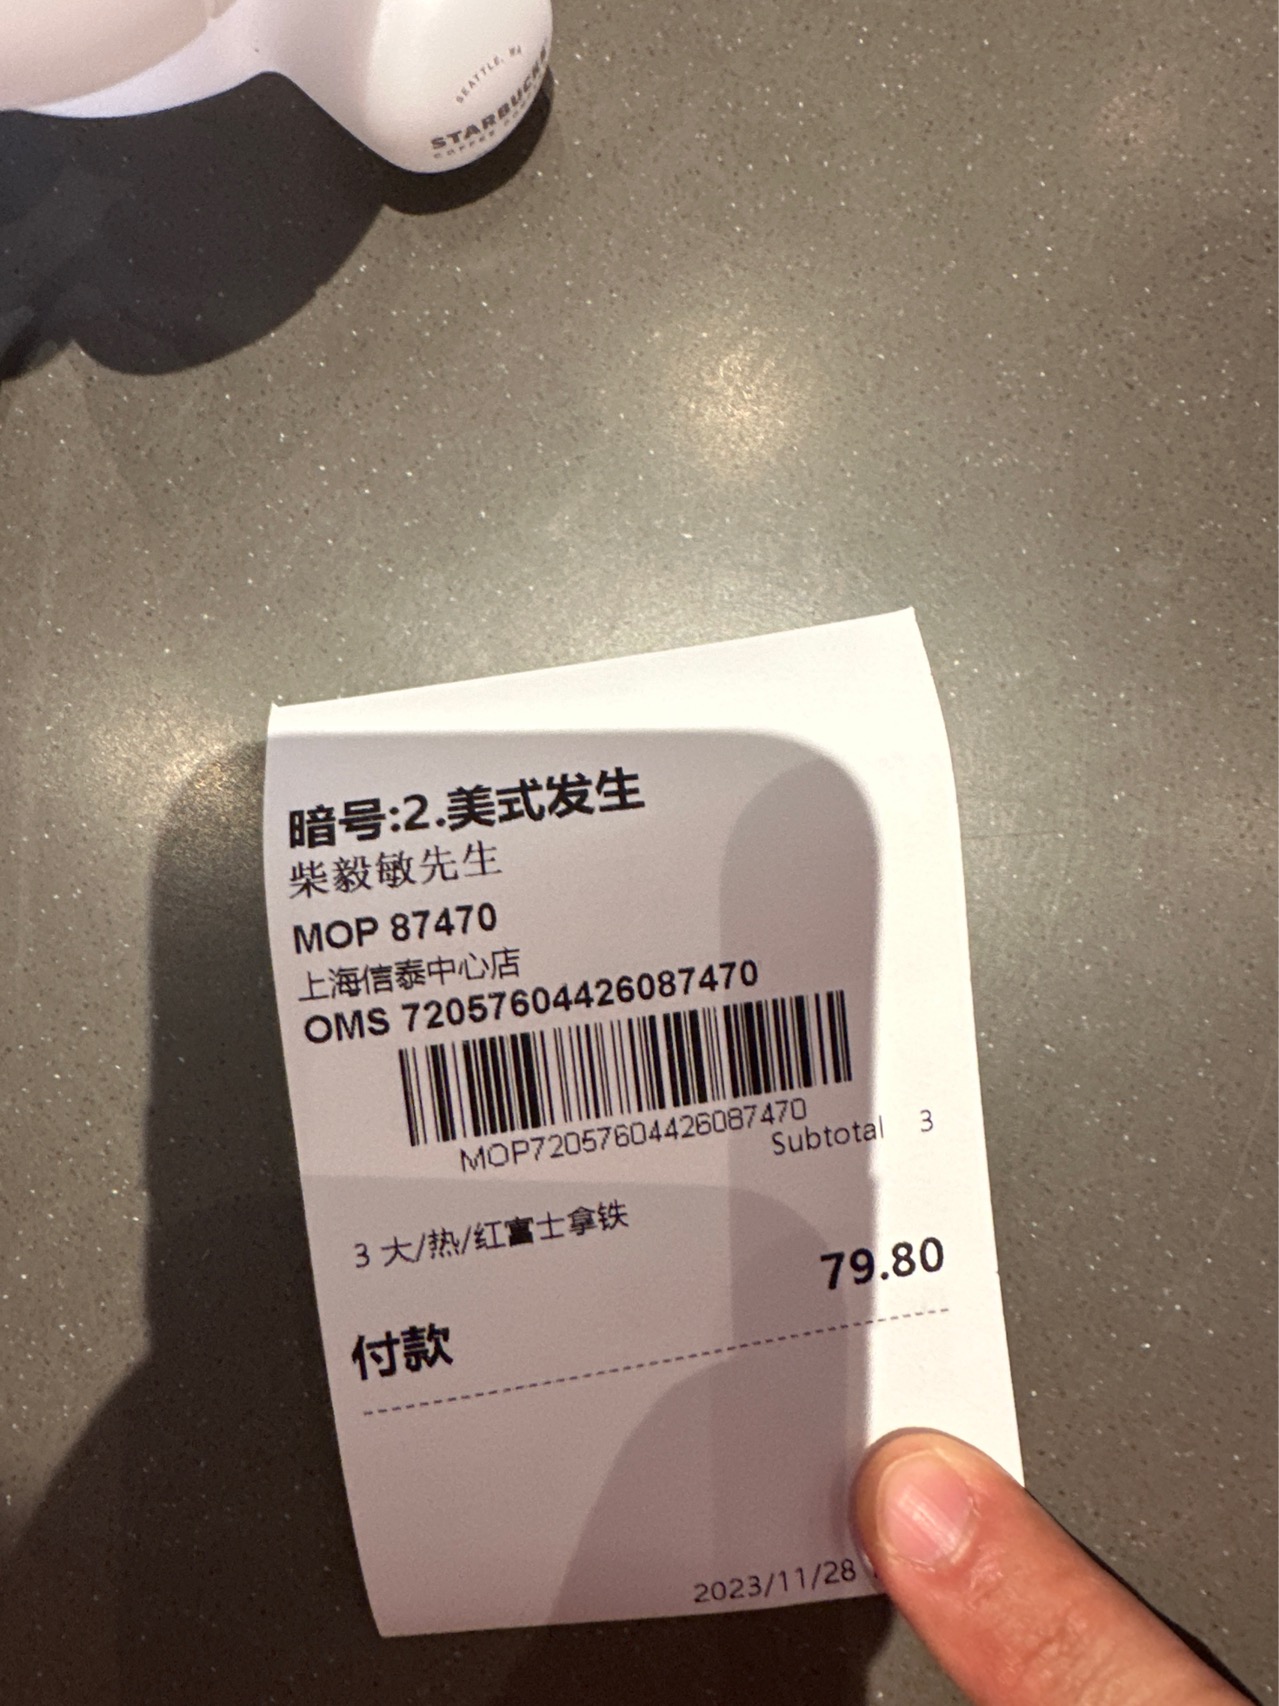 SEATTLE, WA
STARBUCKS
暗号:2.美式发生
柴毅敏先生
MOP 87470
上海信泰中心店
OMS 72057604426087470
MOP72057604426087470
Subtotal 3
3 大/热/红富士拿铁
79.80
付款
2023/11/28